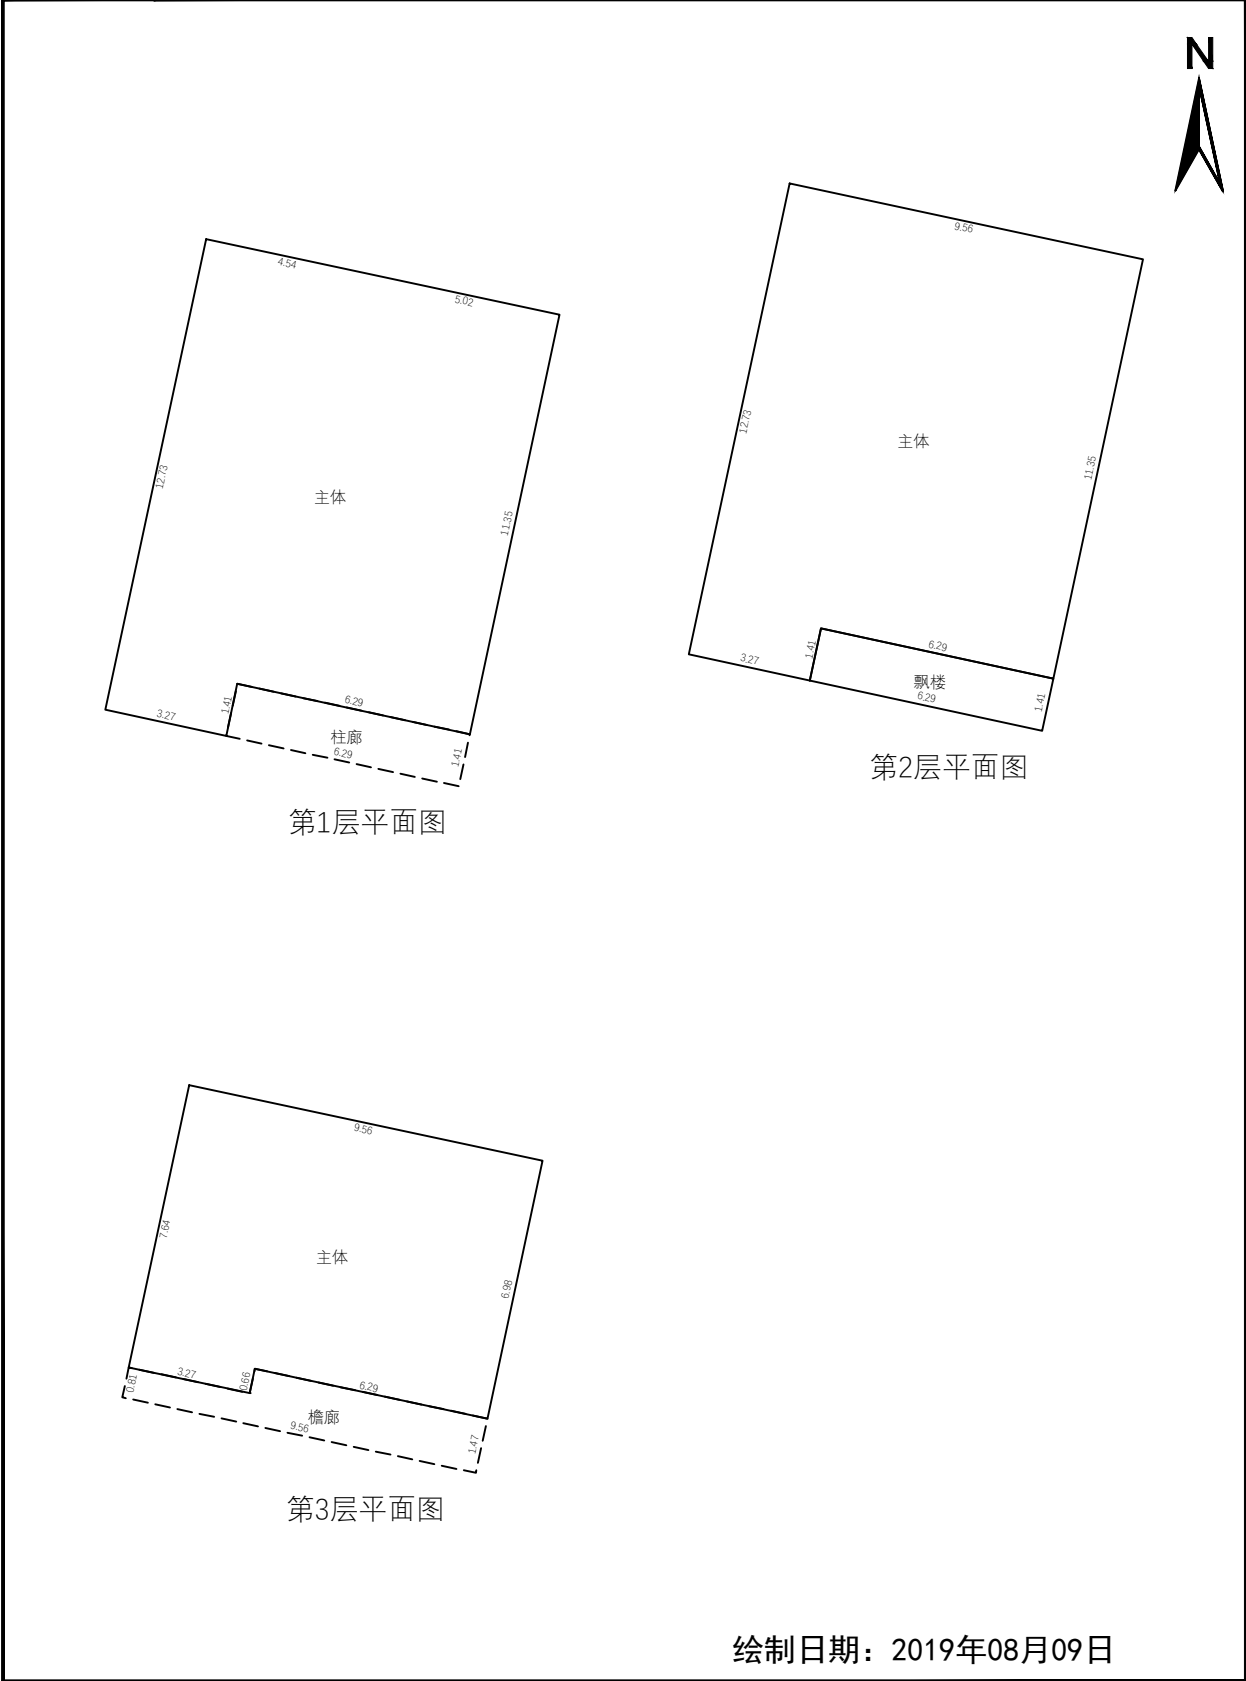 N
4.54
5.02
12.73
主体
11.35
1.41
6.29
3.27
柱廊
6.29
1.41
第1层平面图
9.56
12.73
主体
11.35
1.41
6.29
3.27
飘楼
6.29
1.41
第2层平面图
9.56
7.64
主体
6.98
3.27
0.66
6.29
0.81
檐廊
9.56
1.47
第3层平面图
绘制日期：2019年08月09日